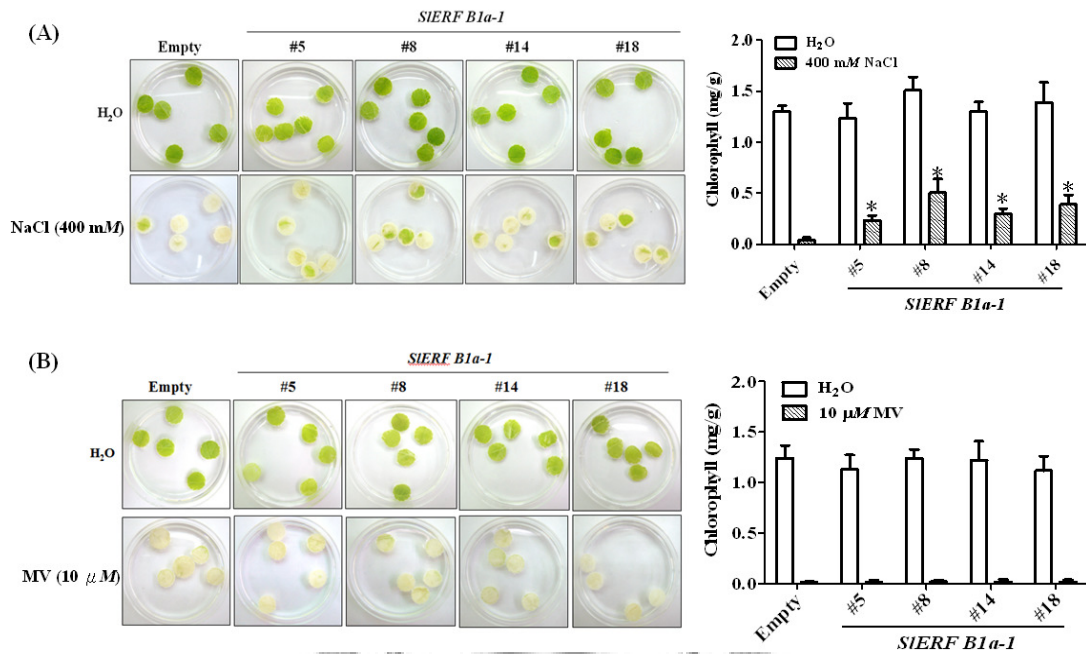 (A)
SlERF B1a-1
Empty
#5
#8
#14
#18
H₂O
NaCl (400 mM)
2.0
1.5
1.0
0.5
0.0
Chlorophyll (mg/g)
H₂O
400 mM NaCl
*
*
*
*
Empty
#5
#8
#14
#18
SlERF B1a-1
(B)
SlERF B1a-1
Empty
#5
#8
#14
#18
H₂O
MV (10 μM)
2.0
1.5
1.0
0.5
0.0
Chlorophyll (mg/g)
H₂O
10 μM MV
Empty
#5
#8
#14
#18
SlERF B1a-1